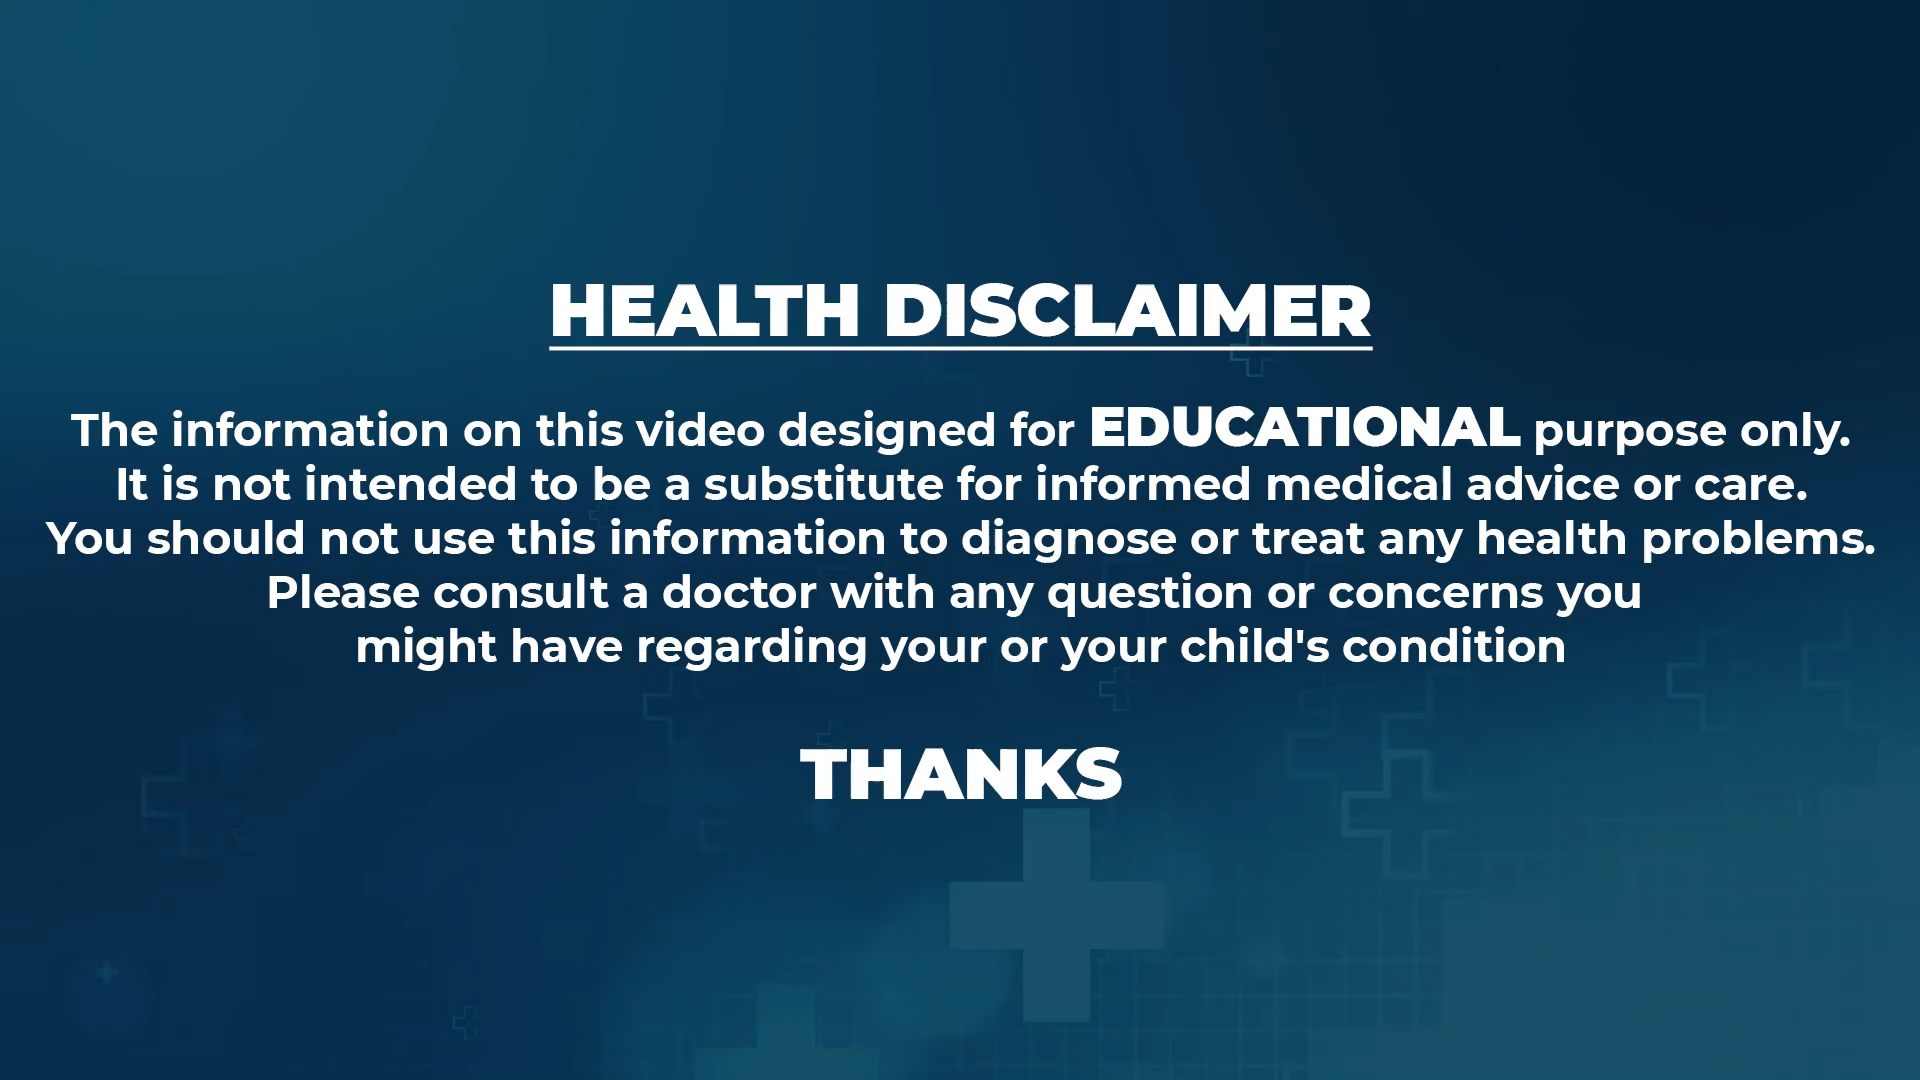 HEALTH DISCLAIMER
The information on this video designed for EDUCATIONAL purpose only.
It is not intended to be a substitute for informed medical advice or care.
You should not use this information to diagnose or treat any health problems.
Please consult a doctor with any question or concerns you
might have regarding your or your child's condition
THANKS